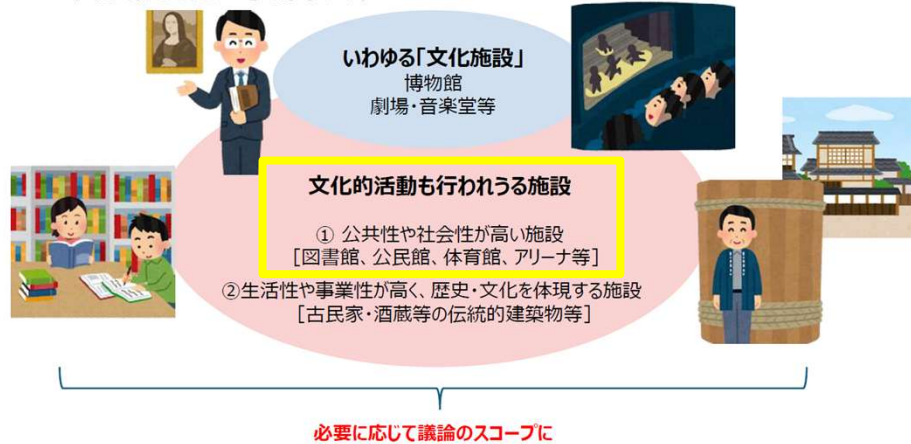 いわゆる「文化施設」
博物館
劇場・音楽堂等
文化的活動も行われうる施設
① 公共性や社会性が高い施設
[図書館、公民館、体育館、アリーナ等]
②生活性や事業性が高く、歴史・文化を体現する施設
[古民家・酒蔵等の伝統的建築物等]
必要に応じて議論のスコープに